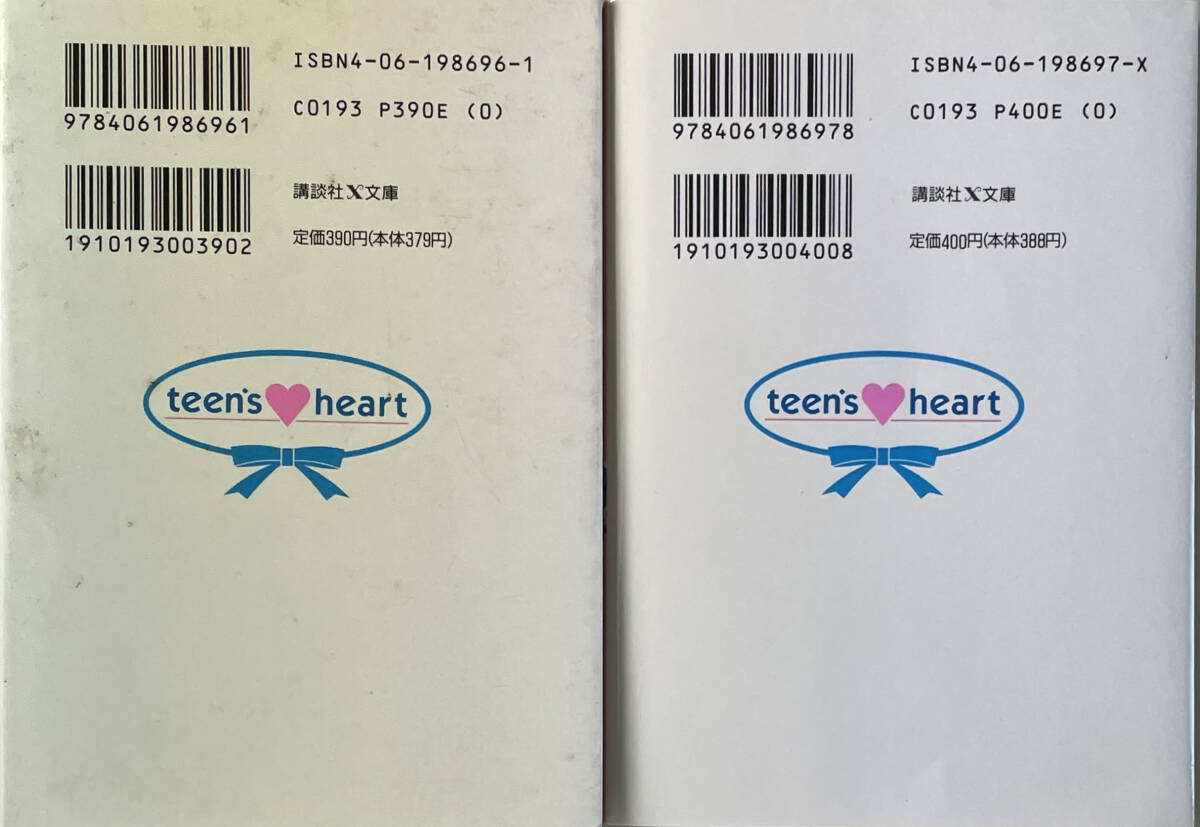 ISBN4-06-198696-1
C0193 P390E (0)
9784061986961
講談社X文庫
定価390円(本体379円)
1910193003902
teen's heart
ISBN4-06-198697-X
C0193 P400E (0)
9784061986978
講談社X文庫
定価400円(本体388円)
1910193004008
teen's heart